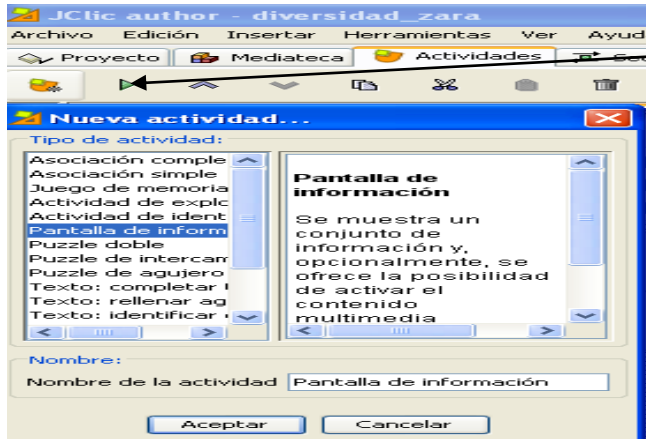 JClic author - diversidad_zara
Archivo Edición Insertar Herramientas Ver Ayud
Proyecto Mediateca Actividades
Nueva actividad...
Tipo de actividad:
Asociación comple
Asociación simple
Juego de memoria
Actividad de explc
Actividad de ident
Pantalla de inform
Puzzle doble
Puzzle de intercam
Puzzle de agujero
Texto: completar
Texto: rellenar ag
Texto: identificar
Pantalla de
información
Se muestra un
conjunto de
información y,
opcionalmente, se
ofrece la posibilidad
de activar el
contenido
multimedia
Nombre:
Nombre de la actividad Pantalla de información
Aceptar Cancelar